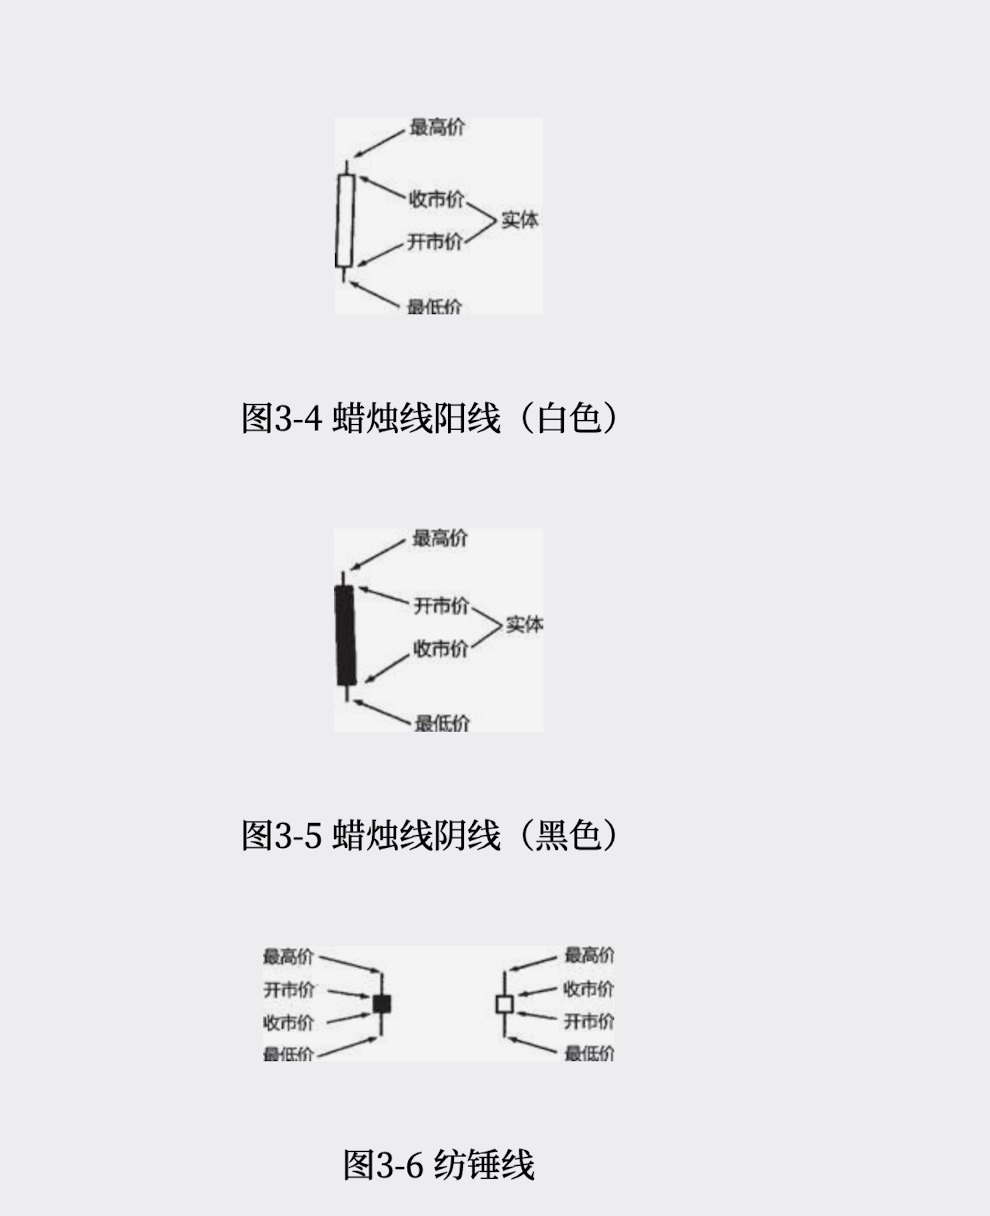 最高价
收市价
实体
开市价
最低价
图3-4 蜡烛线阳线（白色）
最高价
开市价
实体
收市价
最低价
图3-5 蜡烛线阴线（黑色）
最高价
开市价
收市价
最低价
最高价
收市价
开市价
最低价
图3-6 纺锤线